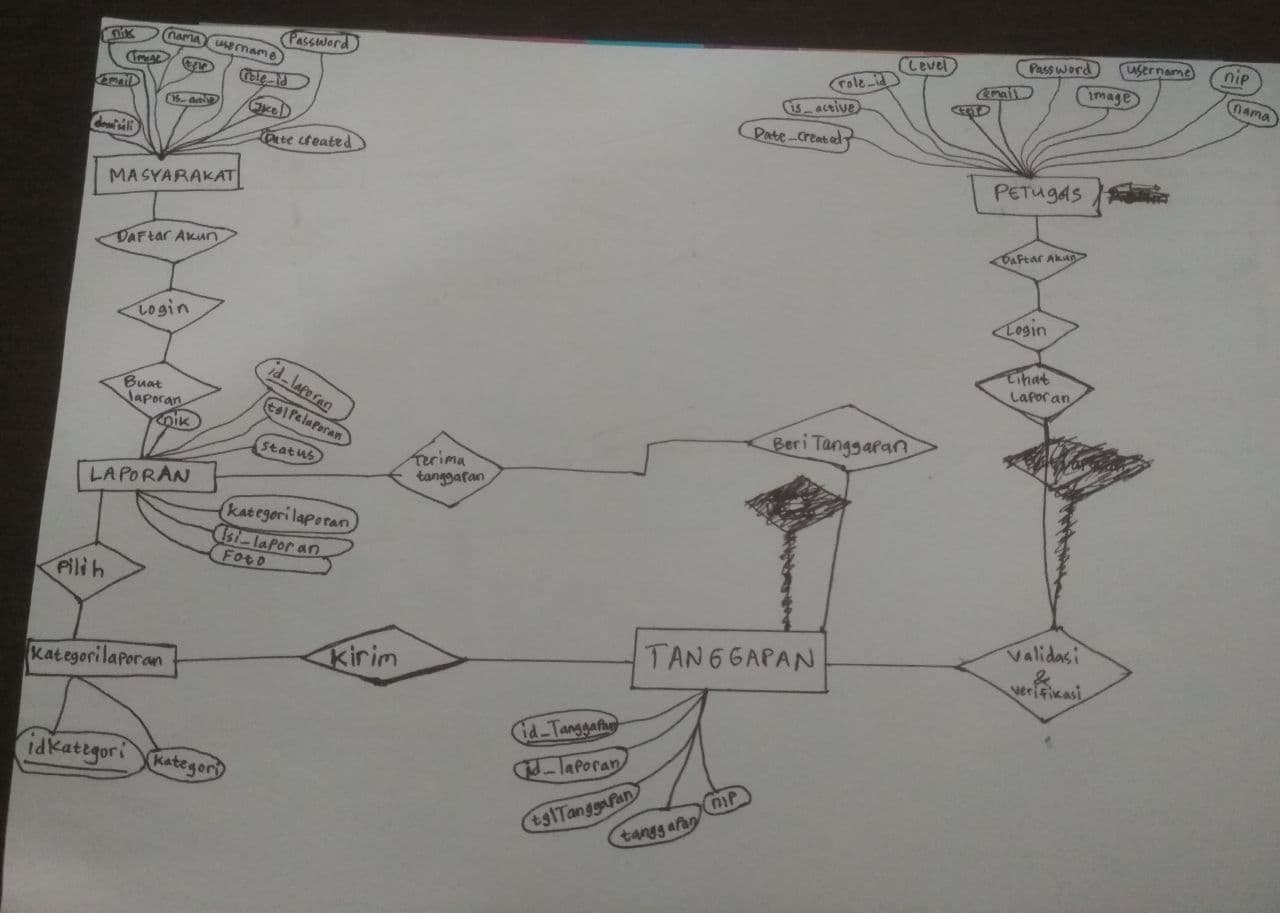 nik
nama
username
Password
image
telp
email
role_id
is_active
Jkel
domisili
Date created
MASYARAKAT
Daftar Akun
Login
Buat
laporan
nik
id_laporan
tglPelaporan
Status
LAPORAN
kategorilaporan
Isi_laporan
Foto
Pilih
Kategorilaporan
idkategori
kategori
Terima
tanggapan
Beri Tanggapan
Kirim
TANGGAPAN
id_Tanggapan
id_laporan
tglTanggapan
tanggapan
nip
Level
role_id
Password
username
nip
is_active
email
image
telp
nama
Date_created
PETUGAS
Daftar Akun
Login
Lihat
Laporan
Validasi
&
Verifikasi